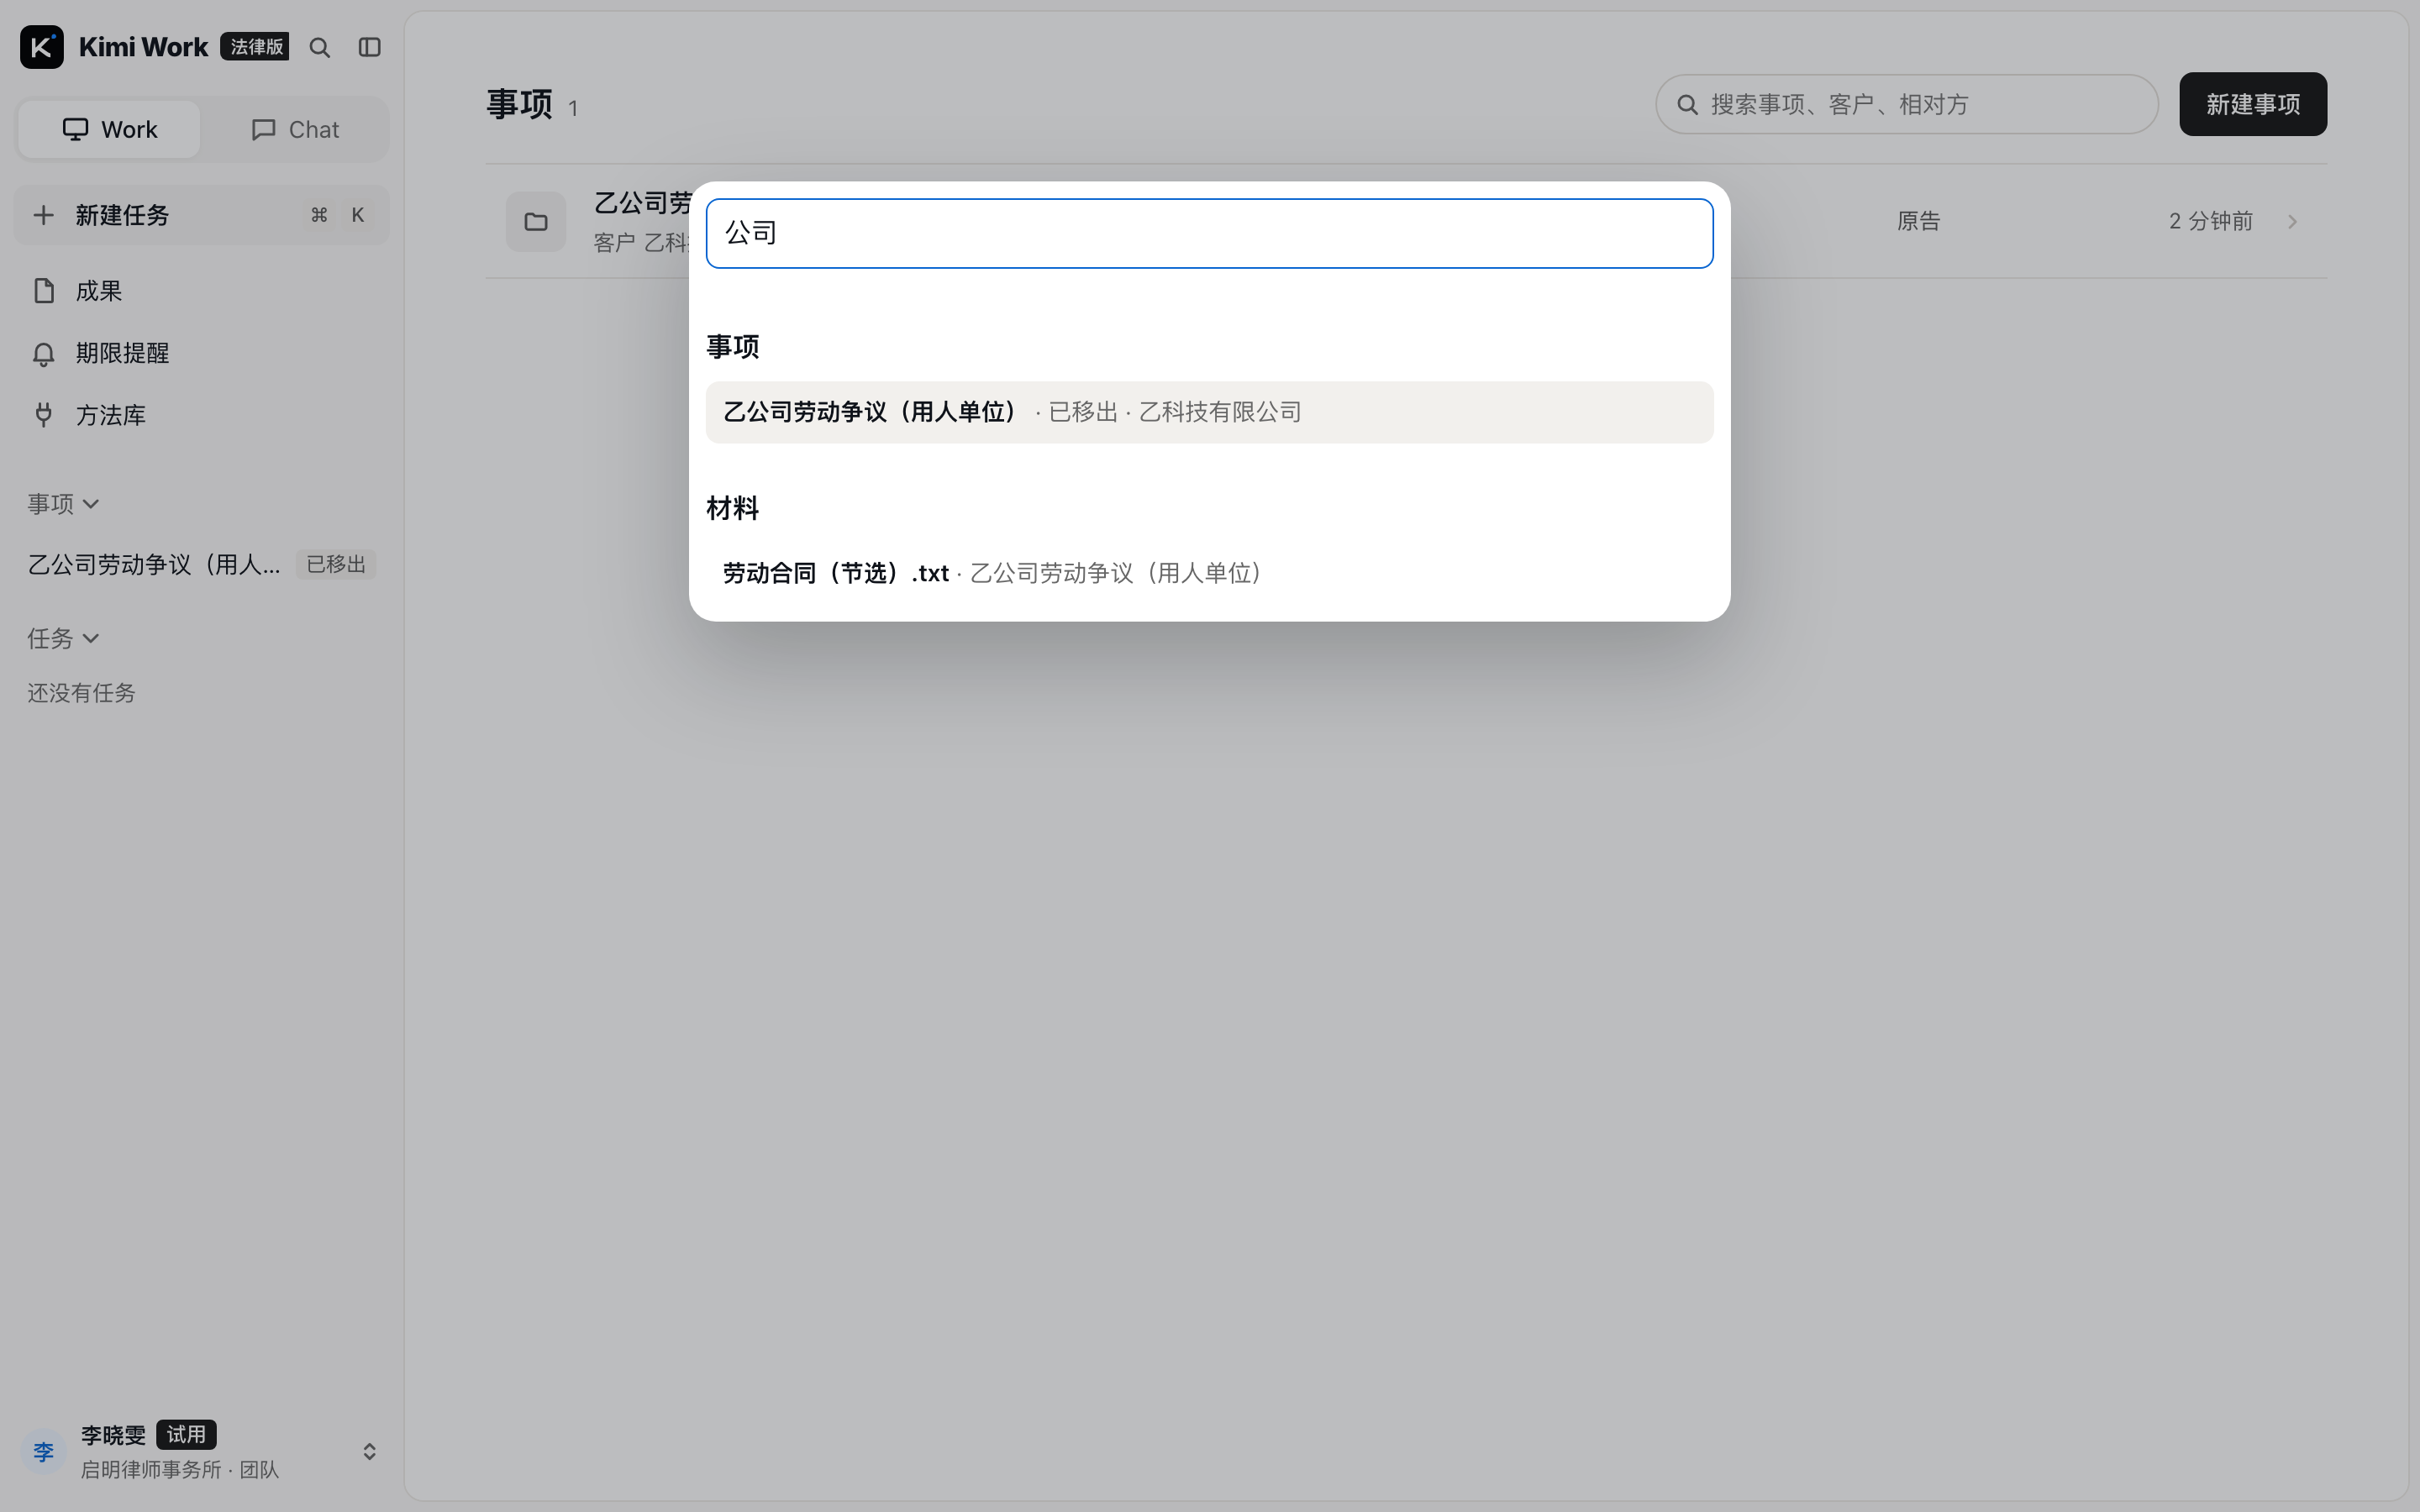 Kimi Work 法律版
Work
Chat
新建任务 ⌘ K
成果
期限提醒
方法库
事项
乙公司劳动争议（用人... 已移出
任务
还没有任务
李
李晓雯 试用
启明律师事务所 · 团队
事项 1
搜索事项、客户、相对方
新建事项
乙公司劳
客户 乙科
原告
2 分钟前
公司
事项
乙公司劳动争议（用人单位） · 已移出 · 乙科技有限公司
材料
劳动合同（节选）.txt · 乙公司劳动争议（用人单位）